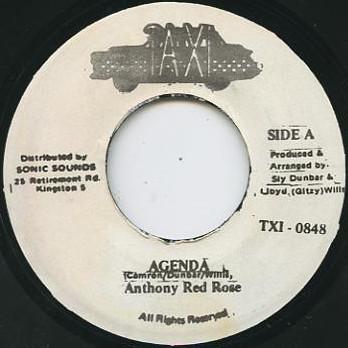 TAXI
SIDE A
Distributed by
SONIC SOUNDS
25 Retirement Rd.
Kingston 5
Produced &
Arranged by
Sly Dunbar &
Lloyd, (Gitzy) Willis
TXI - 0848
AGENDA
(Camron/Dunbar/Willis,
Anthony Red Rose
All Rights Reserved